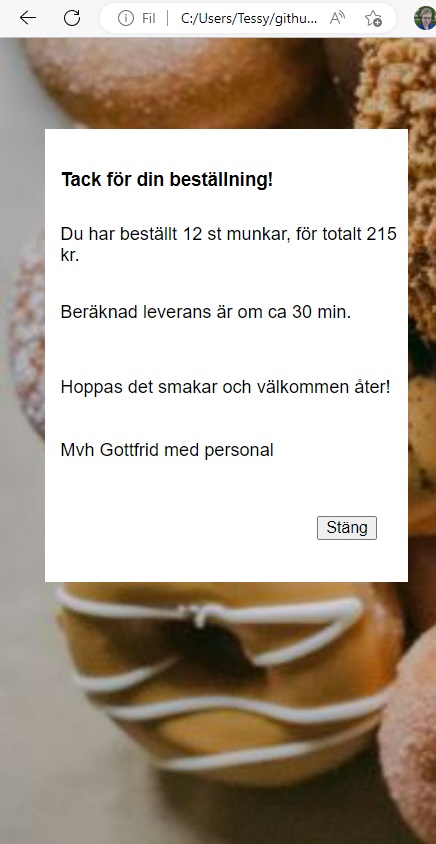 Fil
C:/Users/Tessy/githu...
Tack för din beställning!
Du har beställt 12 st munkar, för totalt 215
kr.
Beräknad leverans är om ca 30 min.
Hoppas det smakar och välkommen åter!
Mvh Gottfrid med personal
Stäng